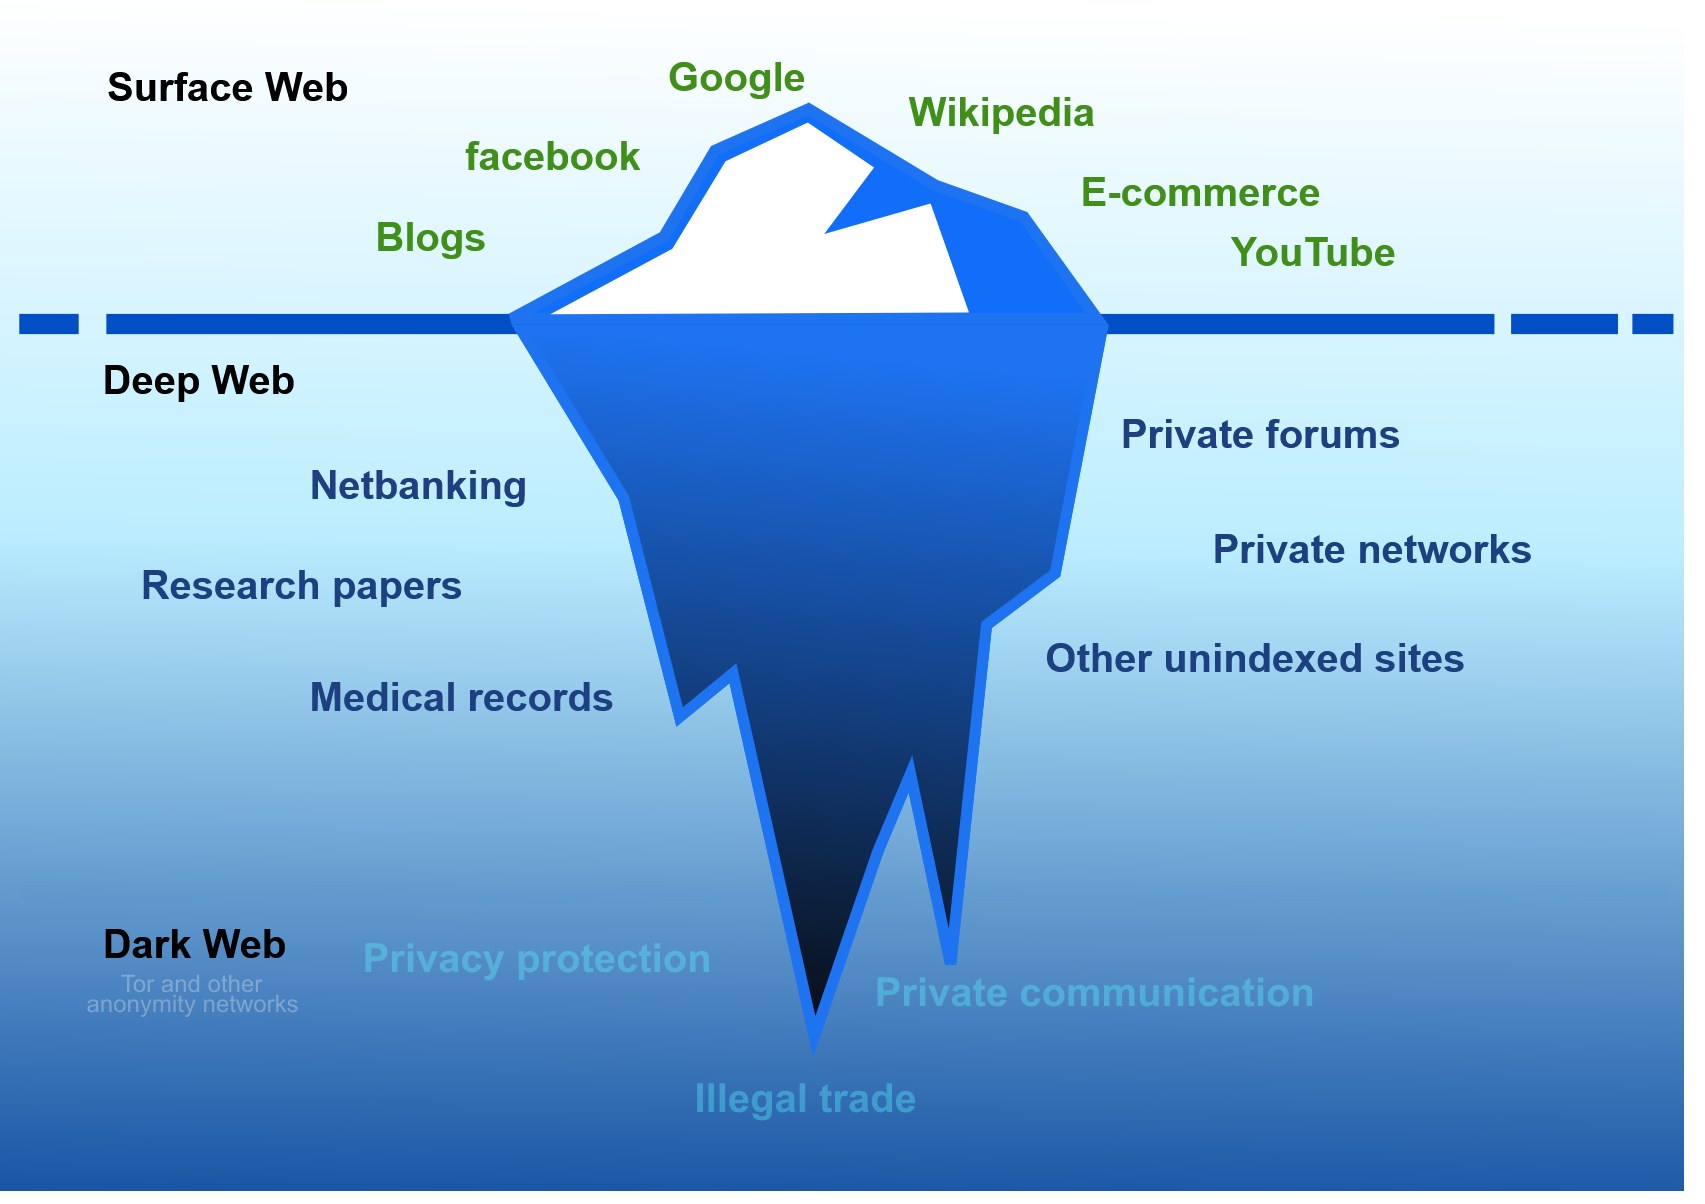 Surface Web
Google
Wikipedia
facebook
E-commerce
Blogs
YouTube
Deep Web
Private forums
Netbanking
Private networks
Research papers
Other unindexed sites
Medical records
Dark Web
Tor and other
anonymity networks
Privacy protection
Private communication
Illegal trade